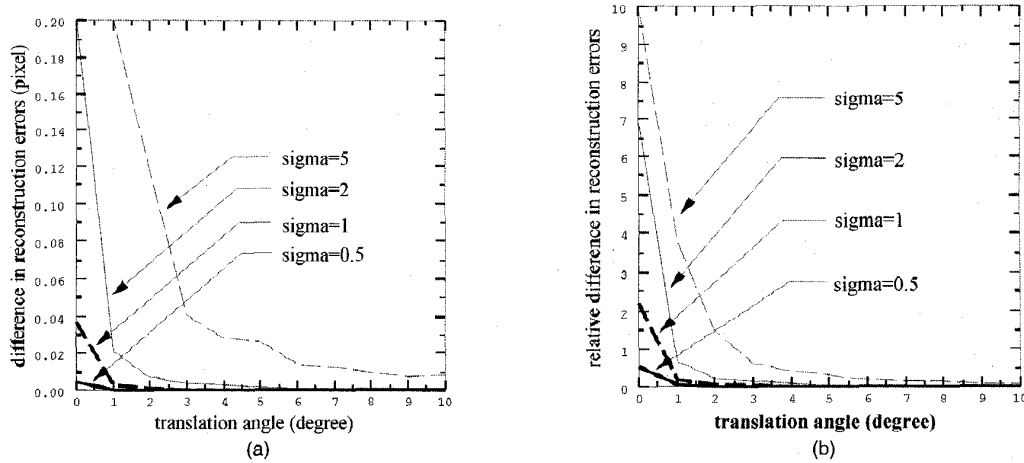 0.20
0.18
0.16
0.14
0.12
0.10
0.08
0.06
0.04
0.02
0.00
difference in reconstruction errors (pixel)
sigma=5
sigma=2
sigma=1
sigma=0.5
0 1 2 3 4 5 6 7 8 9 10
translation angle (degree)
(a)
10
9
8
7
6
5
4
3
2
1
0
relative difference in reconstruction errors
sigma=5
sigma=2
sigma=1
sigma=0.5
0 1 2 3 4 5 6 7 8 9 10
translation angle (degree)
(b)